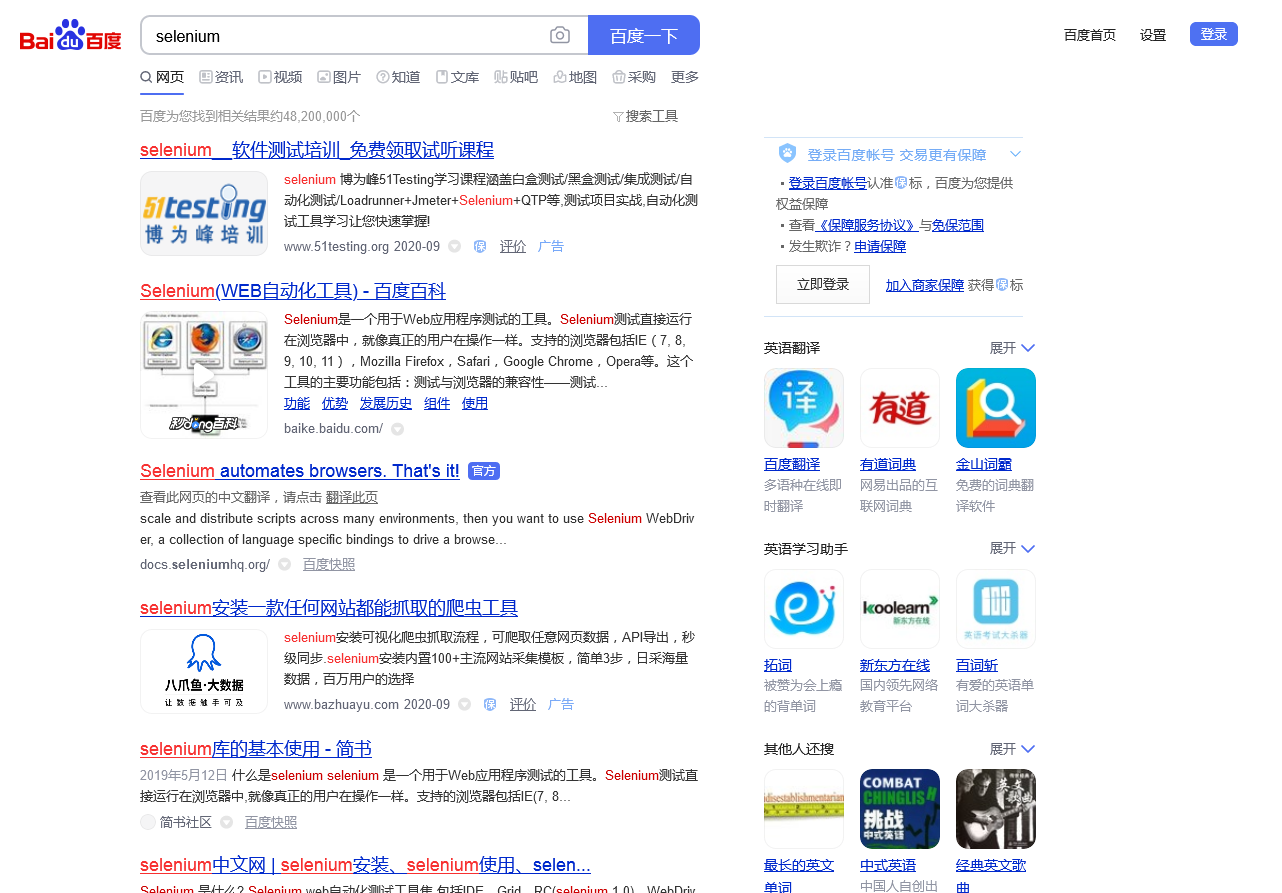 Bai du 百度
selenium
百度一下
百度首页 设置 登录
网页 资讯 视频 图片 知道 文库 贴吧 地图 采购 更多
百度为您找到相关结果约48,200,000个
搜索工具
selenium__软件测试培训_免费领取试听课程
51testing
博为峰培训
selenium 博为峰51Testing学习课程涵盖白盒测试/黑盒测试/集成测试/自
动化测试/Loadrunner+Jmeter+Selenium+QTP等,测试项目实战,自动化测
试工具学习让您快速掌握!
www.51testing.org 2020-09 保 评价 广告
Selenium(WEB自动化工具) - 百度百科
秒dong百科
Selenium是一个用于Web应用程序测试的工具。Selenium测试直接运行
在浏览器中，就像真正的用户在操作一样。支持的浏览器包括IE（7, 8,
9, 10, 11），Mozilla Firefox，Safari，Google Chrome，Opera等。这个
工具的主要功能包括：测试与浏览器的兼容性——测试...
功能 优势 发展历史 组件 使用
baike.baidu.com/
Selenium automates browsers. That's it! 官方
查看此网页的中文翻译，请点击 翻译此页
scale and distribute scripts across many environments, then you want to use Selenium WebDriv
er, a collection of language specific bindings to drive a browse...
docs.seleniumhq.org/ 百度快照
selenium安装一款任何网站都能抓取的爬虫工具
八爪鱼·大数据
让数据触手可及
selenium安装可视化爬虫抓取流程，可爬取任意网页数据，API导出，秒
级同步.selenium安装内置100+主流网站采集模板，简单3步，日采海量
数据，百万用户的选择
www.bazhuayu.com 2020-09 保 评价 广告
selenium库的基本使用 - 简书
2019年5月12日 什么是selenium selenium 是一个用于Web应用程序测试的工具。Selenium测试直
接运行在浏览器中,就像真正的用户在操作一样。支持的浏览器包括IE(7, 8...
简书社区 百度快照
selenium中文网 | selenium安装、selenium使用、selen...
Selenium 是什么? Selenium web自动化测试工具集,包括IDE、Grid、RC(selenium 1.0)、WebDriv
登录百度帐号 交易更有保障
登录百度帐号认准保标，百度为您提供
权益保障
查看《保障服务协议》与免保范围
发生欺诈？申请保障
立即登录 加入商家保障 获得保标
英语翻译 展开
译 有道
百度翻译 有道词典 金山词霸
多语种在线即 网易出品的互 免费的词典翻
时翻译 联网词典 译软件
英语学习助手 展开
koolearn
新东方在线
英语考试大杀器
拓词 新东方在线 百词斩
被赞为会上瘾 国内领先网络 有爱的英语单
的背单词 教育平台 词大杀器
其他人还搜 展开
disestablishmentarian
COMBAT
CHINGLISH
挑战
中式英语
英文
歌曲
最长的英文 中式英语 经典英文歌
单词 中国人自创出 曲